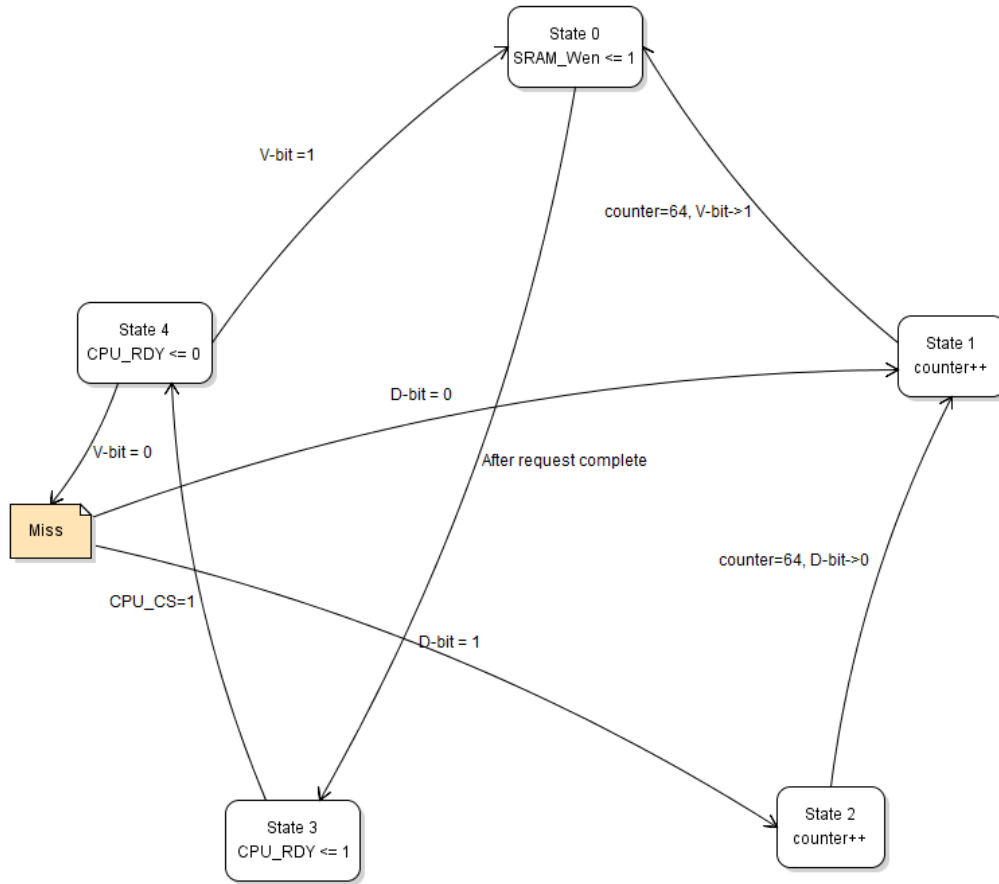 State 0
SRAM_Wen <= 1
V-bit =1
counter=64, V-bit->1
State 4
CPU_RDY <= 0
State 1
counter++
D-bit = 0
V-bit = 0
After request complete
Miss
counter=64, D-bit->0
CPU_CS=1
D-bit = 1
State 3
CPU_RDY <= 1
State 2
counter++